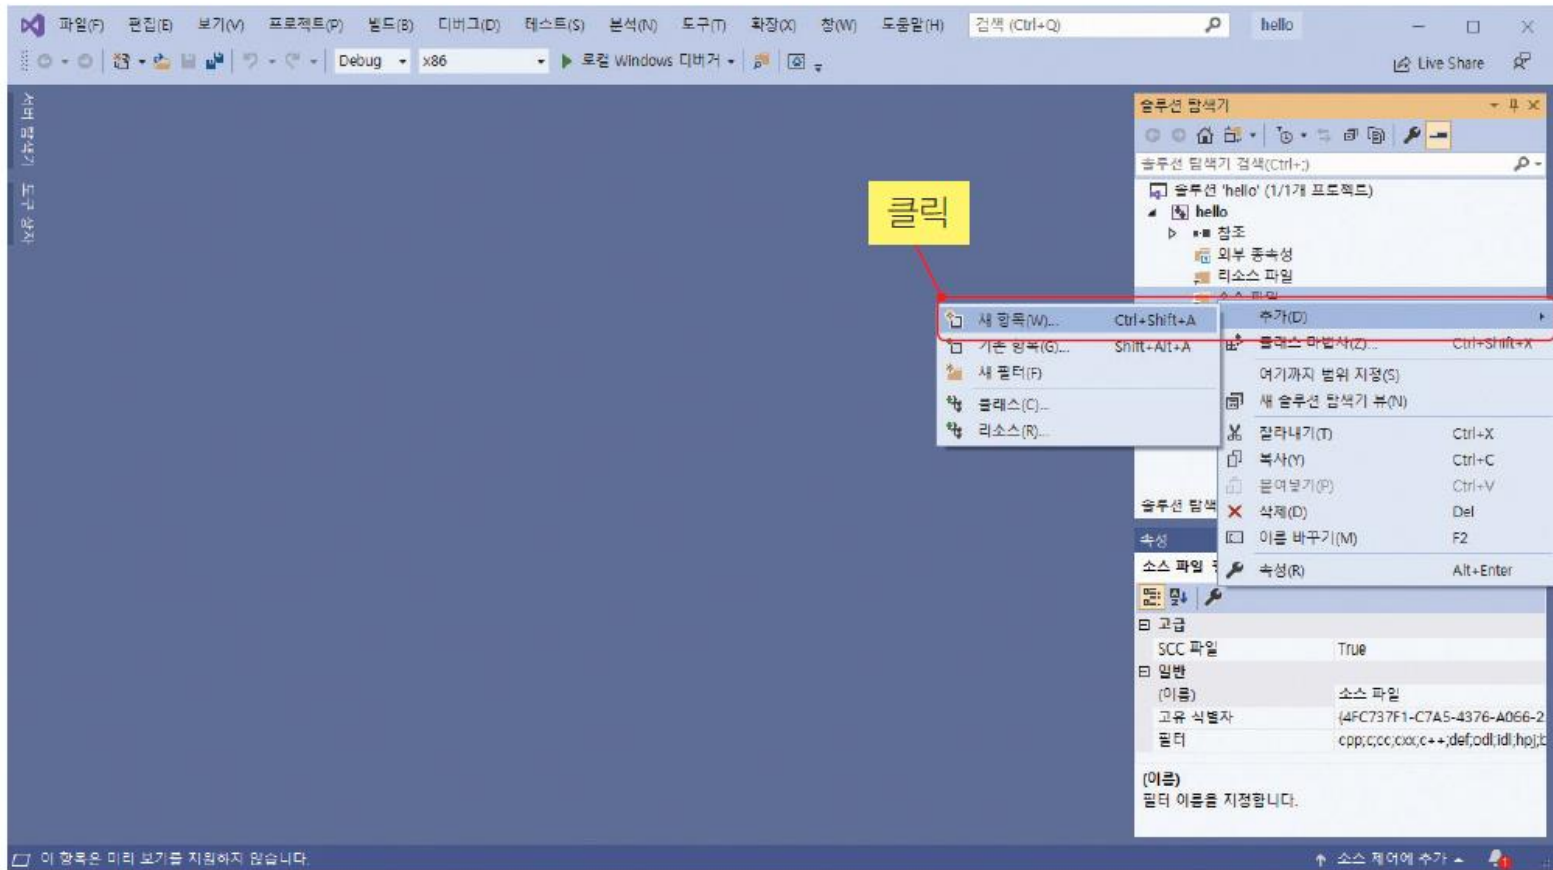 파일(F) 편집(E) 보기(V) 프로젝트(P) 빌드(B) 디버그(D) 테스트(S) 분석(N) 도구(T) 확장(X) 창(W) 도움말(H) 검색 (Ctrl+Q) hello
Debug x86 로컬 Windows 디버거 Live Share
서버 탐색기
도구 상자
솔루션 탐색기
솔루션 탐색기 검색(Ctrl+;)
솔루션 'hello' (1/1개 프로젝트)
hello
참조
외부 종속성
리소스 파일
소스 파일
클릭
새 항목(W)... Ctrl+Shift+A
기존 항목(G)... Shift+Alt+A
새 필터(F)
클래스(C)...
리소스(R)...
추가(D)
클래스 마법사(Z)... Ctrl+Shift+X
여기까지 범위 지정(S)
새 솔루션 탐색기 뷰(N)
잘라내기(T) Ctrl+X
복사(Y) Ctrl+C
붙여넣기(P) Ctrl+V
삭제(D) Del
이름 바꾸기(M) F2
속성(R) Alt+Enter
솔루션 탐색
속성
소스 파일
고급
SCC 파일 True
일반
(이름) 소스 파일
고유 식별자 {4FC737F1-C7A5-4376-A066-2
필터 cpp;c;cc;cxx;c++;def;odl;idl;hpj;b
(이름)
필터 이름을 지정합니다.
이 항목은 미리 보기를 지원하지 않습니다. 소스 제어에 추가 1